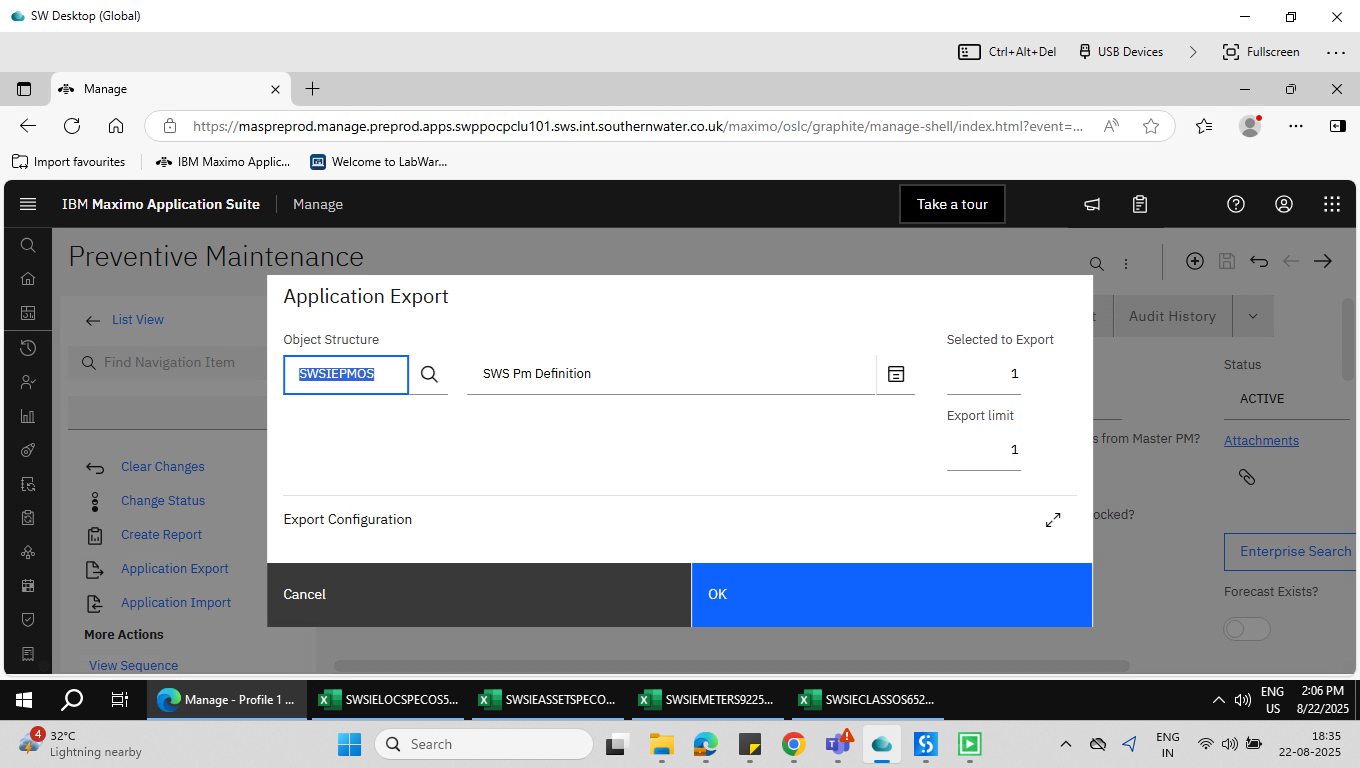 SW Desktop (Global)
Ctrl+Alt+Del
USB Devices
Fullscreen
Manage
https://maspreprod.manage.preprod.apps.swppocpclu101.sws.int.southernwater.co.uk/maximo/oslc/graphite/manage-shell/index.html?event=...
Import favourites
IBM Maximo Applic...
Welcome to LabWar...
IBM Maximo Application Suite
Manage
Take a tour
Preventive Maintenance
List View
Find Navigation Item
Clear Changes
Change Status
Create Report
Application Export
Application Import
More Actions
View Sequence
Application Export
Object Structure
SWSIEPMOS
SWS Pm Definition
Selected to Export
1
Export limit
1
Export Configuration
Cancel
OK
t
Audit History
Status
ACTIVE
s from Master PM?
Attachments
ocked?
Enterprise Search
Forecast Exists?
Manage - Profile 1 ...
SWSIELOCSPECOS5...
SWSIEASSETSPECO...
SWSIEMETERS9225...
SWSIECLASSOS652...
ENG
US
2:06 PM
8/22/2025
4
32°C
Lightning nearby
Search
ENG
IN
18:35
22-08-2025